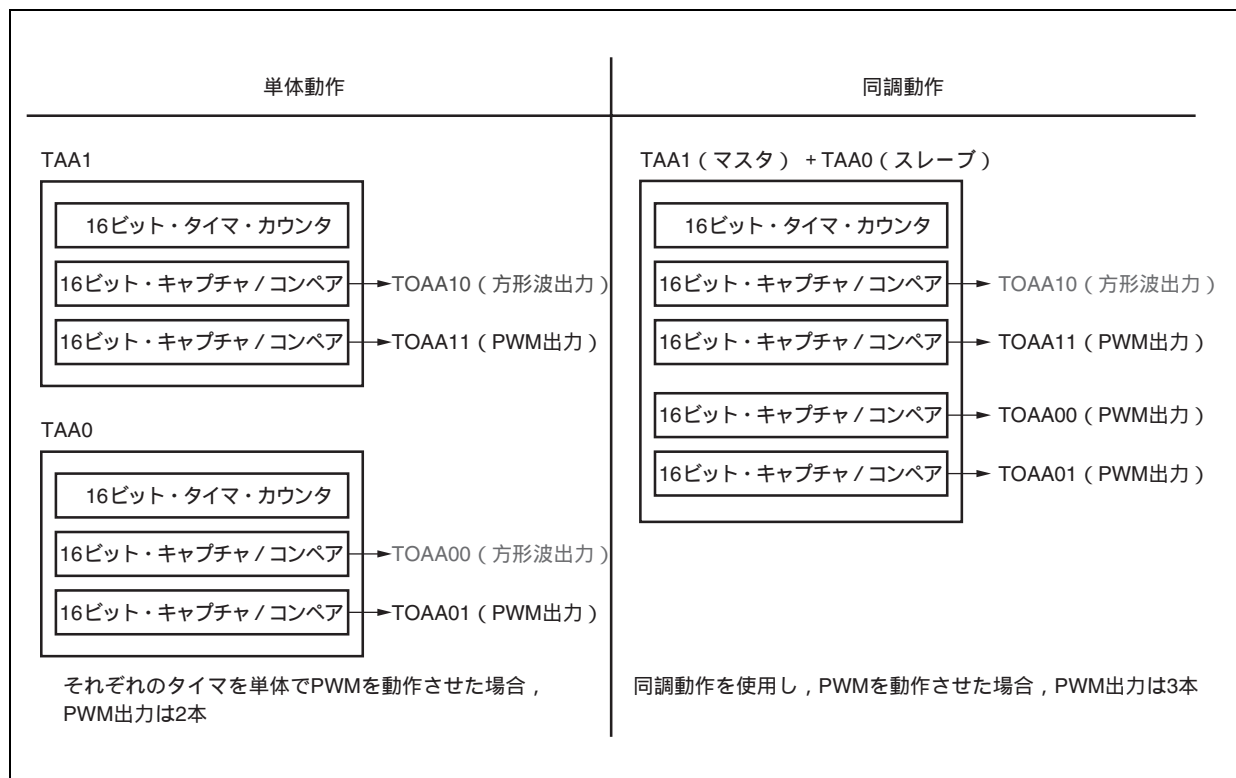 単体動作
TAA1
16ビット・タイマ・カウンタ
16ビット・キャプチャ / コンペア
TOAA10 ( 方形波出力 )
16ビット・キャプチャ / コンペア
TOAA11 ( PWM出力 )
TAA0
16ビット・タイマ・カウンタ
16ビット・キャプチャ / コンペア
TOAA00 ( 方形波出力 )
16ビット・キャプチャ / コンペア
TOAA01 ( PWM出力 )
それぞれのタイマを単体でPWMを動作させた場合 ,
PWM出力は2本
同調動作
TAA1 ( マスタ ) + TAA0 ( スレーブ )
16ビット・タイマ・カウンタ
16ビット・キャプチャ / コンペア
TOAA10 ( 方形波出力 )
16ビット・キャプチャ / コンペア
TOAA11 ( PWM出力 )
16ビット・キャプチャ / コンペア
TOAA00 ( PWM出力 )
16ビット・キャプチャ / コンペア
TOAA01 ( PWM出力 )
同調動作を使用し , PWMを動作させた場合 , PWM出力は3本